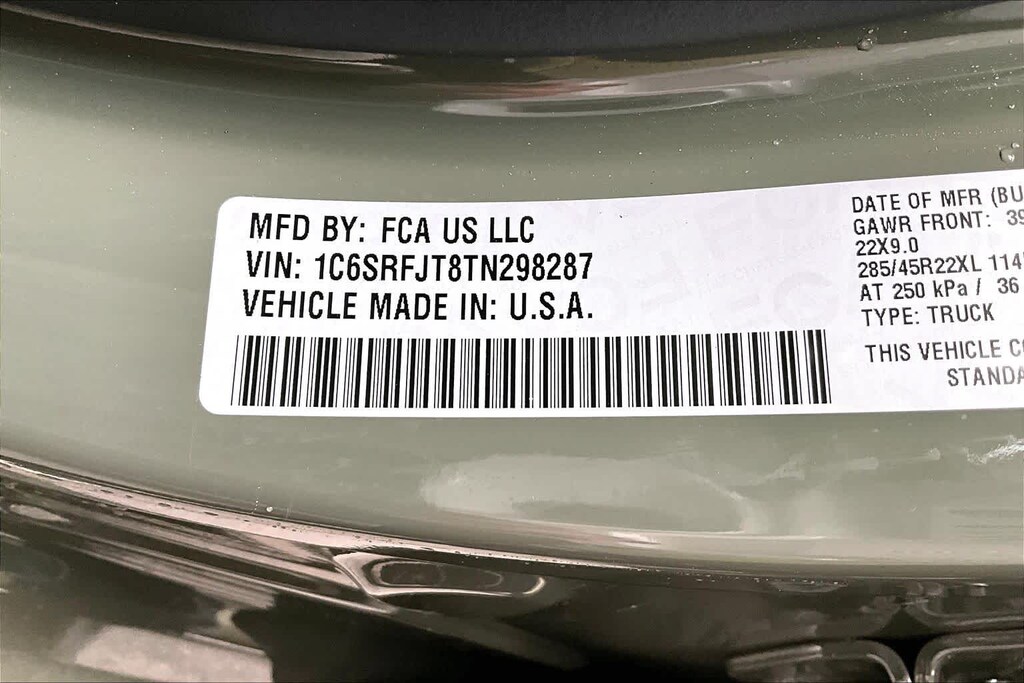 MFD BY: FCA US LLC
VIN: 1C6SRFJT8TN298287
VEHICLE MADE IN: U.S.A.
DATE OF MFR (BU
GAWR FRONT: 39
22X9.0
285/45R22XL 114
AT 250 kPa / 36
TYPE: TRUCK
THIS VEHICLE CO
STANDA